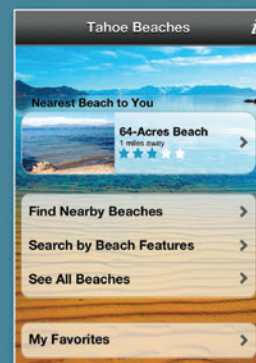 Tahoe Beaches
i
Nearest Beach to You
64-Acres Beach
1 miles away
Find Nearby Beaches
Search by Beach Features
See All Beaches
My Favorites